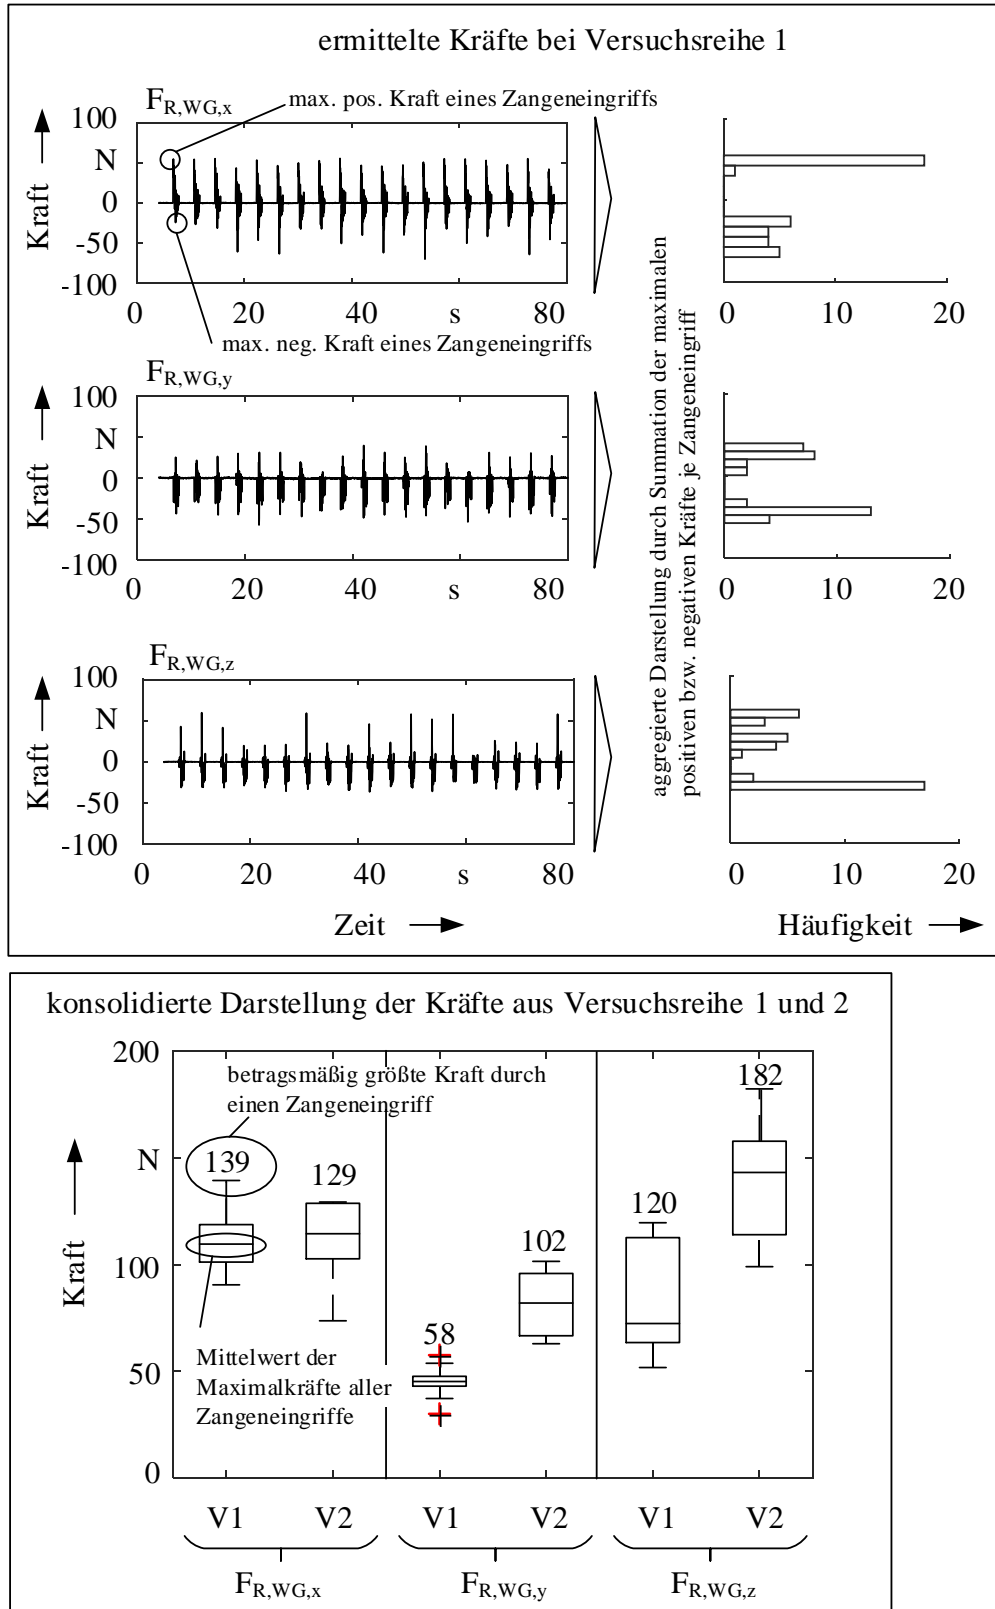 ermittelte Kräfte bei Versuchsreihe 1
F_R,WG,x
max. pos. Kraft eines Zangeneingriffs
Kraft
100
N
0
-50
-100
0
20
40
s
80
max. neg. Kraft eines Zangeneingriffs
0
10
20
F_R,WG,y
Kraft
100
N
0
-50
-100
0
20
40
s
80
0
10
20
F_R,WG,z
Kraft
100
N
0
-50
-100
0
20
40
s
80
0
10
20
Zeit
Häufigkeit
aggregierte Darstellung durch Summation der maximalen
positiven bzw. negativen Kräfte je Zangeneingriff
konsolidierte Darstellung der Kräfte aus Versuchsreihe 1 und 2
Kraft
200
N
100
50
0
betragsmäßig größte Kraft durch
einen Zangeneingriff
139
129
58
102
120
182
Mittelwert der
Maximalkräfte aller
Zangeneingriffe
V1
V2
V1
V2
V1
V2
F_R,WG,x
F_R,WG,y
F_R,WG,z